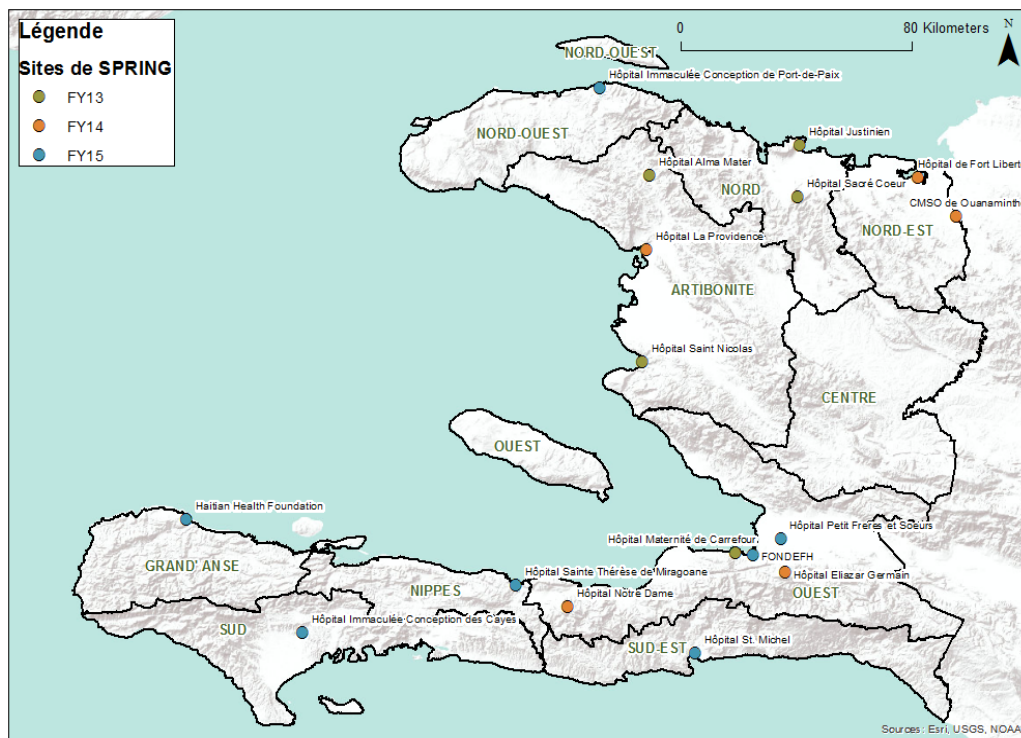 Légende
Sites de SPRING
FY13
FY14
FY15
0 80 Kilometers
N
NORD-OUEST
Hôpital Immaculée Conception de Port-de-Paix
NORD-OUEST
Hôpital Justinien
Hôpital Alma Mater
Hôpital de Fort Libert
NORD
Hôpital Sacré Coeur
CMSO de Ouanaminth
NORD-EST
Hôpital La Providence
ARTIBONITE
Hôpital Saint Nicolas
CENTRE
OUEST
Haitian Health Foundation
Hôpital Petit Freres et Soeurs
Hôpital Maternité de Carrefour
FONDEFH
GRAND'ANSE
Hôpital Sainte Thérèse de Miragoane
Hôpital Eliazar Germain
NIPPES
Hôpital Notre Dame
OUEST
Hôpital Immaculée Conception des Cayes
SUD
SUD-EST
Hôpital St. Michel
Sources: Esri, USGS, NOAA